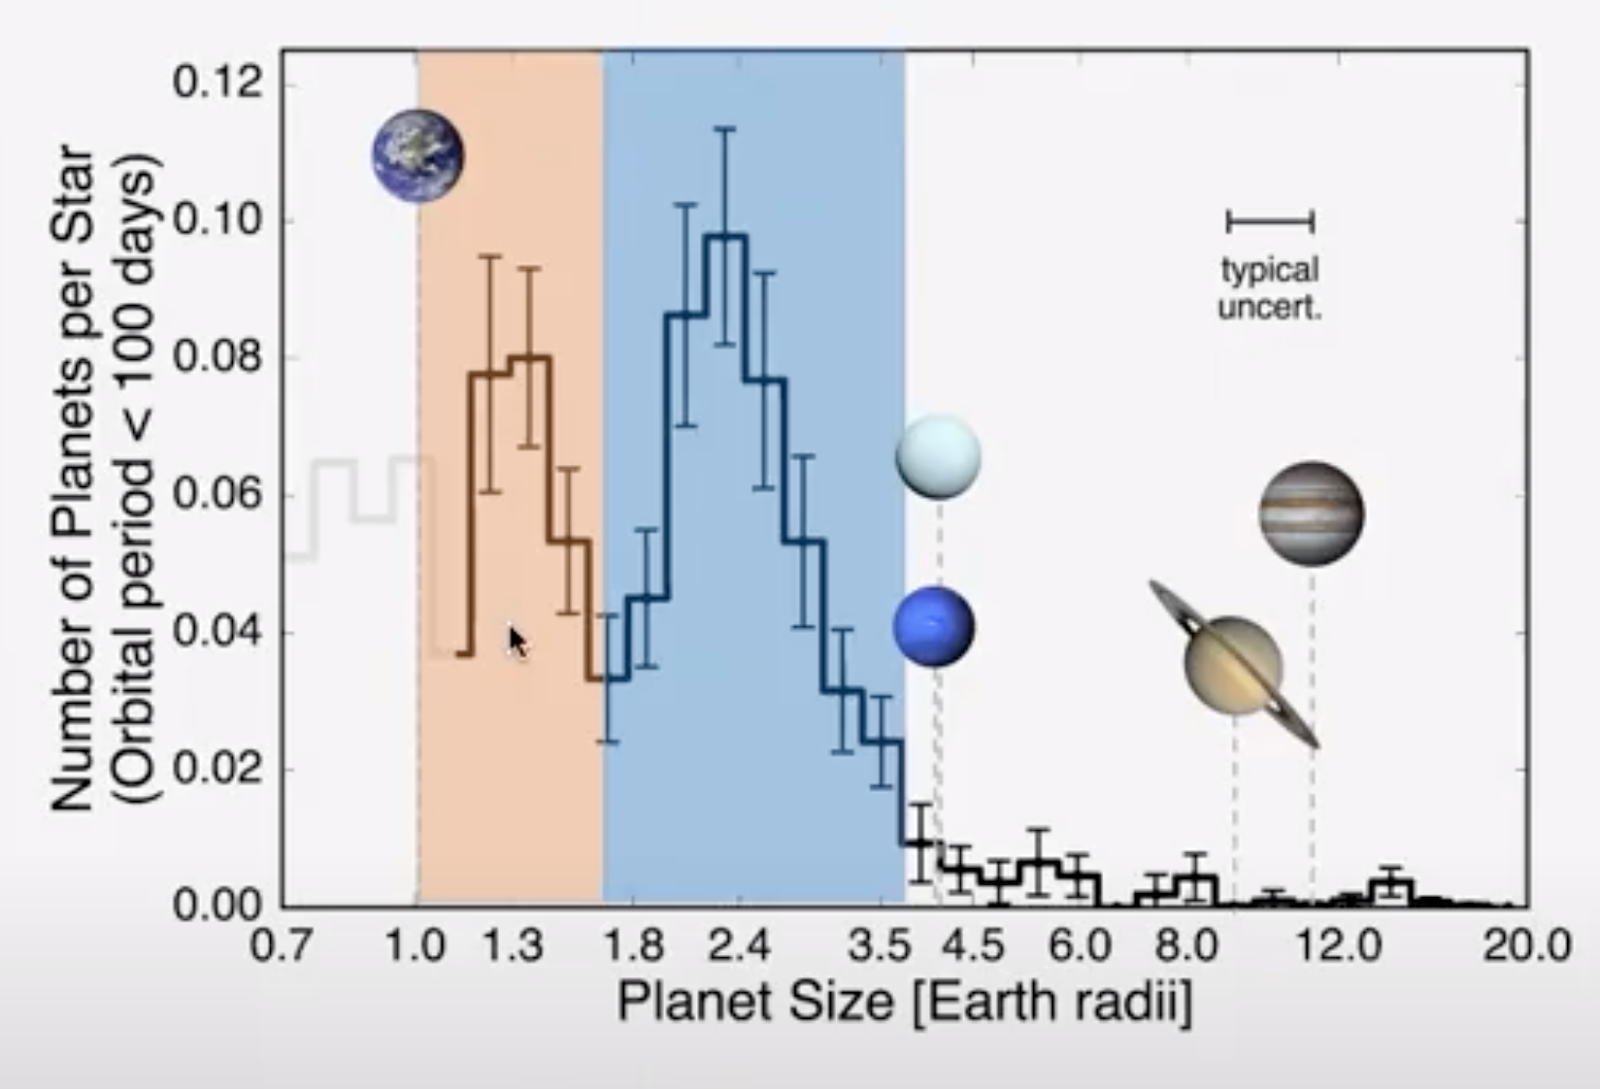 Number of Planets per Star
(Orbital period < 100 days)
0.12
0.10
0.08
0.06
0.04
0.02
0.00
typical
uncert.
0.7 1.0 1.3 1.8 2.4 3.5 4.5 6.0 8.0 12.0 20.0
Planet Size [Earth radii]